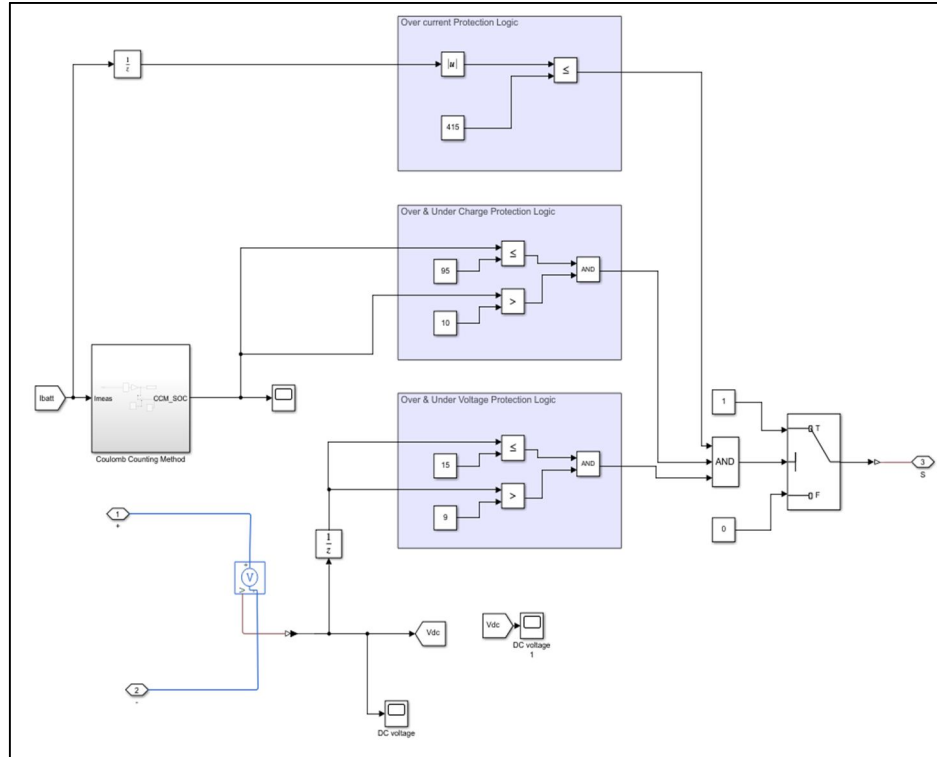 Over current Protection Logic
1
z
|u|
≤
415
Over & Under Charge Protection Logic
≤
95
AND
>
10
Ibatt
Imeas
CCM_SOC
Coulomb Counting Method
Over & Under Voltage Protection Logic
≤
15
AND
>
9
1
AND
T
F
3
S
0
1
z
1
+
V
Vdc
Vdc
DC voltage
1
2
-
DC voltage